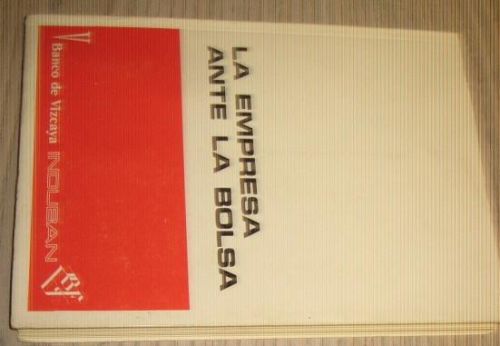 LA EMPRESA
ANTE LA BOLSA
Banco de Vizcaya INDUBAN